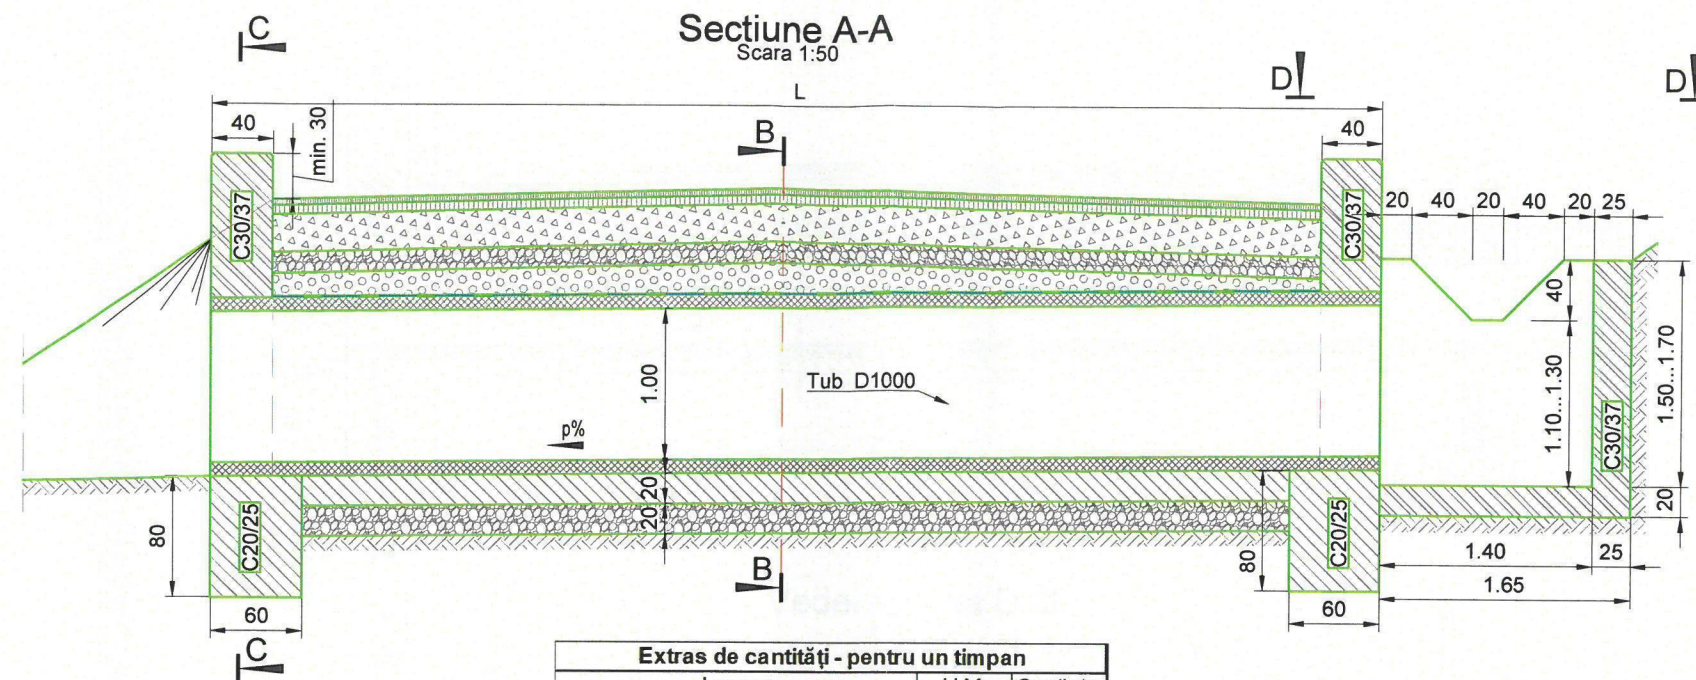 C
Sectiune A-A
Scara 1:50
D
D
L
40
min. 30
B
40
20 40 20 40 20 25
C30/37
C30/37
40
1.00
Tub D1000
1.10...1.30
1.50...1.70
p%
C30/37
80
C20/25
20
20
C20/25
80
20
1.40
25
B
1.65
60
60
C
Extras de cantități - pentru un timpan